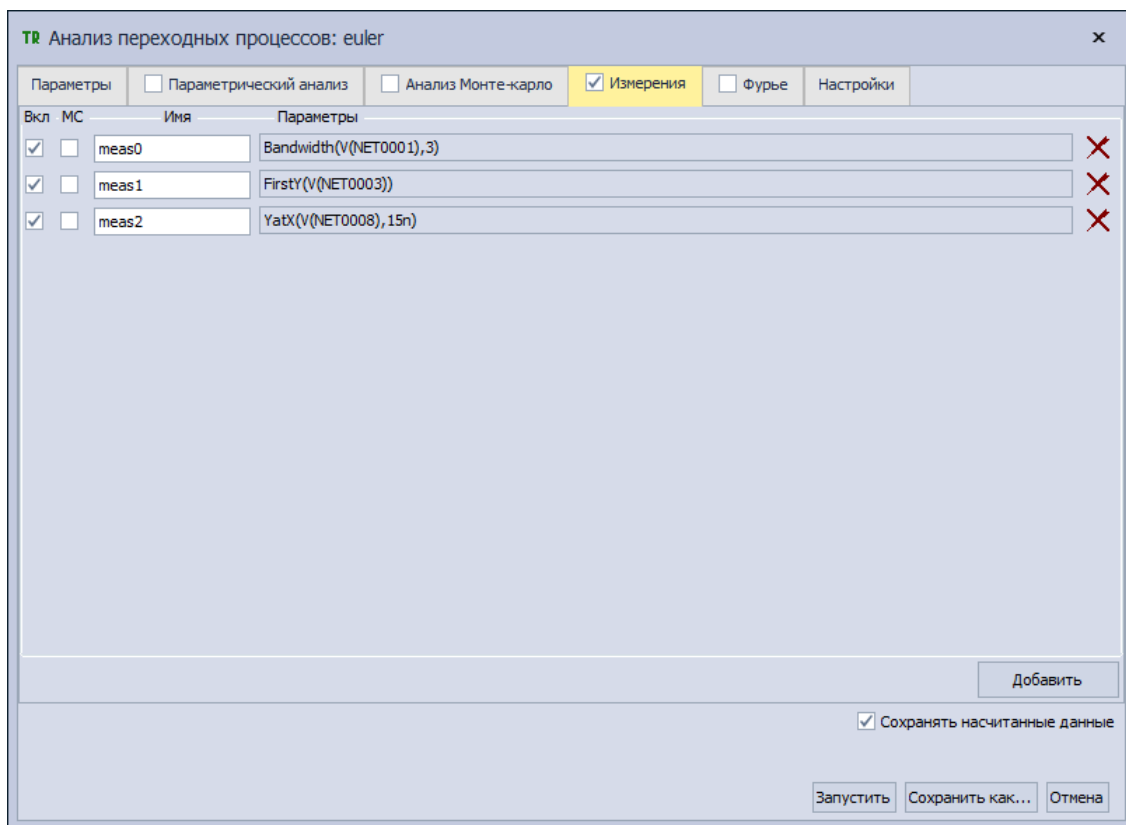 TR Анализ переходных процессов: euler
Параметры Параметрический анализ Анализ Монте-карло Измерения Фурье Настройки
Вкл МС Имя Параметры
meas0 Bandwidth(V(NET0001),3)
meas1 FirstY(V(NET0003))
meas2 YatX(V(NET0008),15n)
Добавить
Сохранять насчитанные данные
Запустить Сохранить как... Отмена